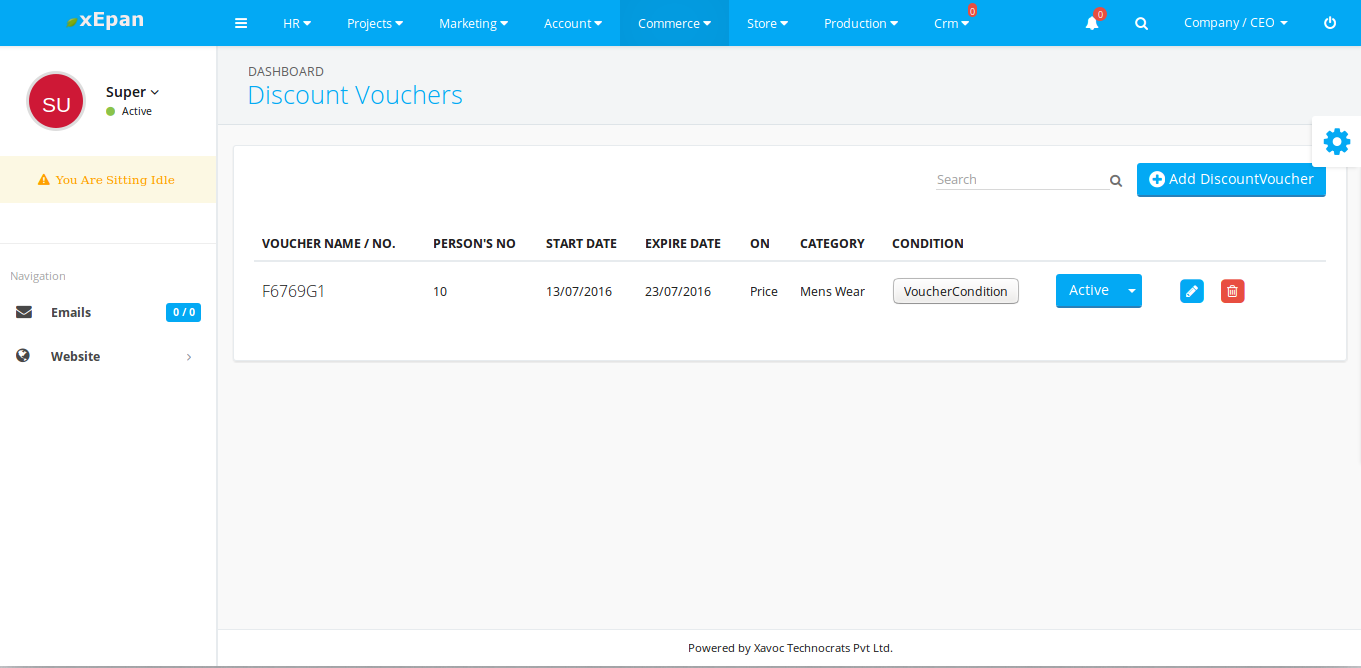 xEpan HR Projects Marketing Account Commerce Store Production Crm 0 0 Company / CEO
DASHBOARD
Discount Vouchers
SU Super
Active
You Are Sitting Idle
Search Add DiscountVoucher
VOUCHER NAME / NO. PERSON'S NO START DATE EXPIRE DATE ON CATEGORY CONDITION
F6769G1 10 13/07/2016 23/07/2016 Price Mens Wear VoucherCondition Active
Navigation
Emails 0 / 0
Website
Powered by Xavoc Technocrats Pvt Ltd.